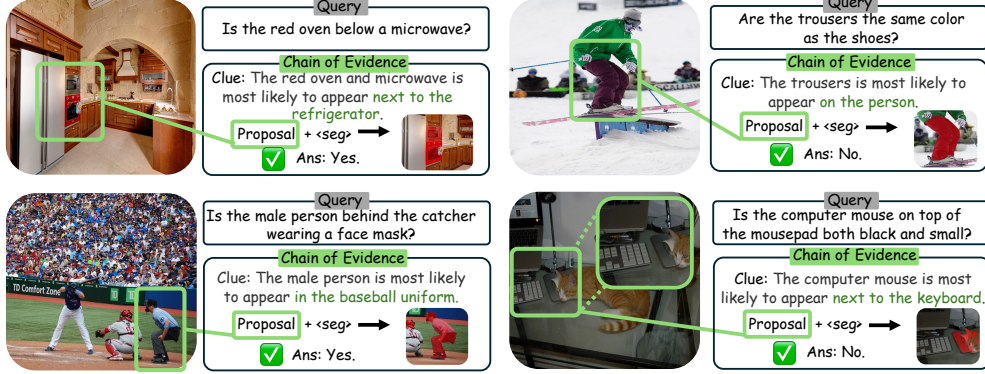 Query
Is the red oven below a microwave?
Chain of Evidence
Clue: The red oven and microwave is
most likely to appear next to the
refrigerator.
Proposal + <seg>
Ans: Yes.
Query
Are the trousers the same color
as the shoes?
Chain of Evidence
Clue: The trousers is most likely to
appear on the person.
Proposal + <seg>
Ans: No.
TD Comfort Zone
Query
Is the male person behind the catcher
wearing a face mask?
Chain of Evidence
Clue: The male person is most likely
to appear in the baseball uniform.
Proposal + <seg>
Ans: Yes.
Query
Is the computer mouse on top of
the mousepad both black and small?
Chain of Evidence
Clue: The computer mouse is most
likely to appear next to the keyboard.
Proposal + <seg>
Ans: No.